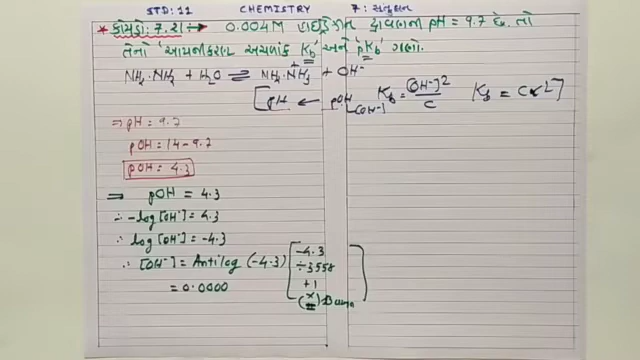 STD: 11 CHEMISTRY 7: સંતુલન
* કોયડો: 7.21 → 0.004M હાઇડ્રેઝીન દ્રાવણની pH = 9.7 છે. તો
તેનો આયનીકરણ અચળાંક Kb અને pKb ગણો.
NH₂·NH₂ + H₂O ⇌ NH₂·NH₃⁺ + OH⁻
[pH ← pOH [OH⁻] Kb = [OH⁻]²/C Kb = Cα²]
⇒ pH = 9.7
pOH = 14 - 9.7
pOH = 4.3
⇒ pOH = 4.3
∴ -log[OH⁻] = 4.3
∴ log[OH⁻] = -4.3
∴ [OH⁻] = Antilog (-4.3)
= 0.0000
-4.3
÷ .3558
+ 1
(x)